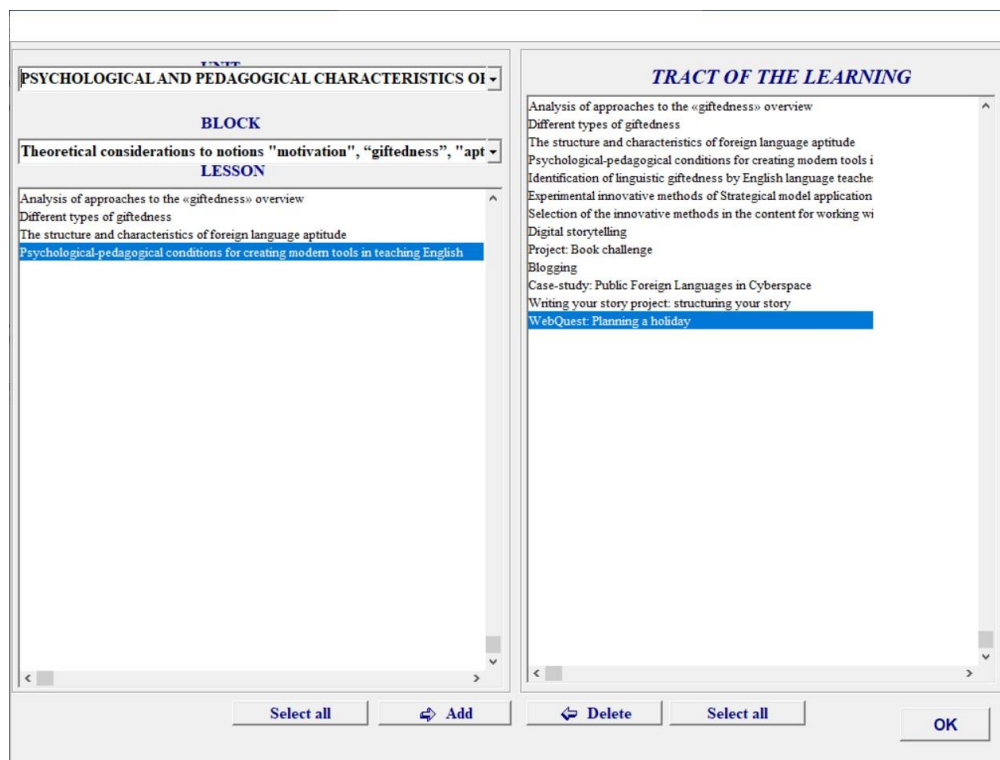 UNIT
PSYCHOLOGICAL AND PEDAGOGICAL CHARACTERISTICS OF
BLOCK
Theoretical considerations to notions "motivation", “giftedness”, "apt
LESSON
Analysis of approaches to the «giftedness» overview
Different types of giftedness
The structure and characteristics of foreign language aptitude
Psychological-pedagogical conditions for creating modern tools in teaching English
Select all
Add
TRACT OF THE LEARNING
Analysis of approaches to the «giftedness» overview
Different types of giftedness
The structure and characteristics of foreign language aptitude
Psychological-pedagogical conditions for creating modern tools i
Identification of linguistic giftedness by English language teache
Experimental innovative methods of Strategical model application
Selection of the innovative methods in the content for working wi
Digital storytelling
Project: Book challenge
Blogging
Case-study: Public Foreign Languages in Cyberspace
Writing your story project: structuring your story
WebQuest: Planning a holiday
Delete
Select all
OK